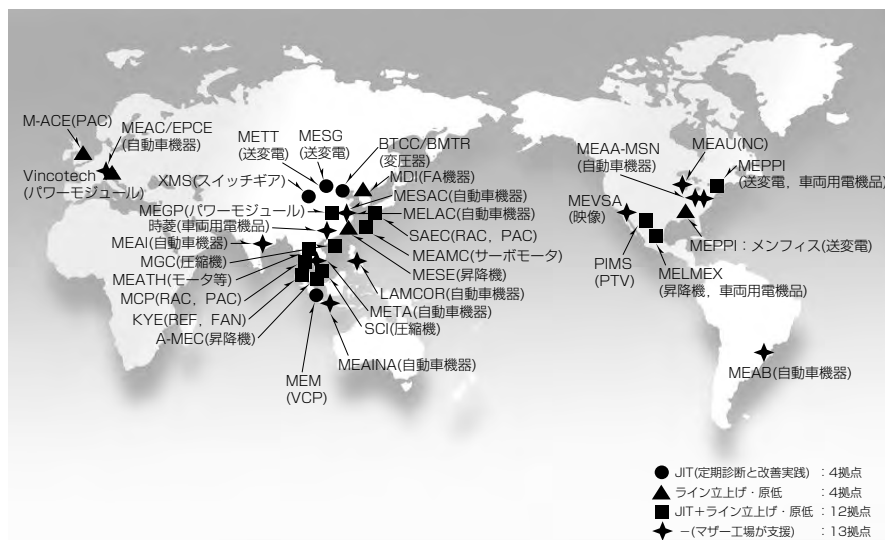 M-ACE(PAC)
MEAC/EPCE
(自動車機器)
Vincotech
(パワーモジュール)
METT
(送変電)
MESG
(送変電)
BTCC/BMTR
(変圧器)
XMS(スイッチギア)
MDI(FA機器)
MESAC(自動車機器)
MEGP(パワーモジュール)
MELAC(自動車機器)
時菱(車両用電機品)
SAEC(RAC，PAC)
MEAI(自動車機器)
MEAMC(サーボモータ)
MGC(圧縮機)
MESE(昇降機)
MEATH(モータ等)
LAMCOR(自動車機器)
MCP(RAC，PAC)
META(自動車機器)
KYE(REF，FAN)
SCI(圧縮機)
A-MEC(昇降機)
MEAINA(自動車機器)
MEM
(VCP)
MEAA-MSN
(自動車機器)
MEAU(NC)
MEPPI
(送変電，車両用電機品)
MEVSA
(映像)
MEPPI：メンフィス(送変電)
PIMS
(PTV)
MELMEX
(昇降機，車両用電機品)
MEAB(自動車機器)
JIT(定期診断と改善実践)：4拠点
ライン立上げ・原低：4拠点
JIT＋ライン立上げ・原低：12拠点
−(マザー工場が支援)：13拠点